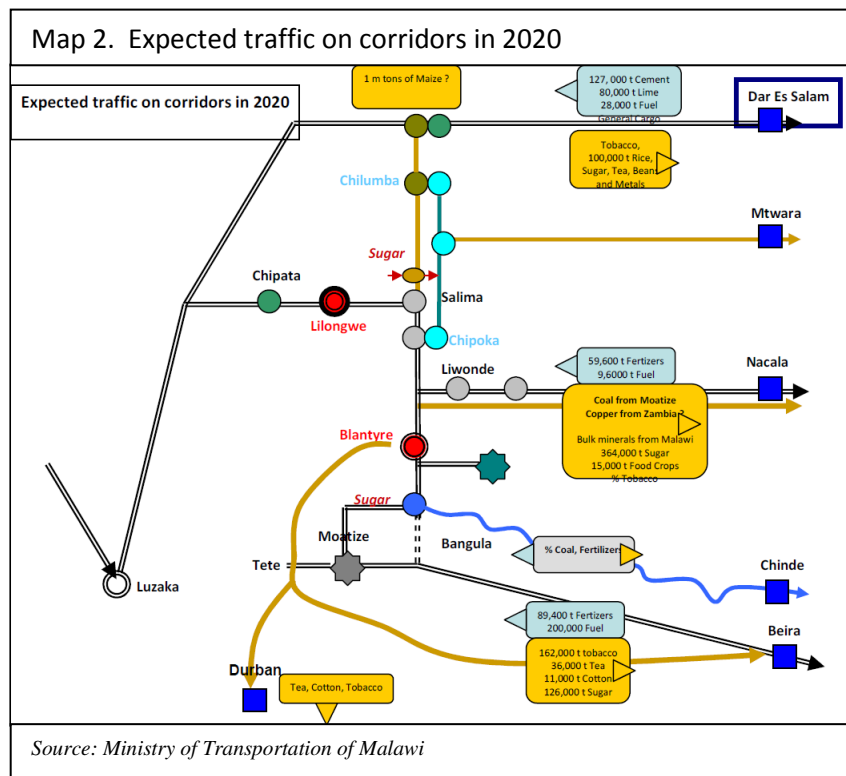 Map 2.  Expected traffic on corridors in 2020
Expected traffic on corridors in 2020
1 m tons of Maize ?
127, 000 t Cement
80,000 t Lime
28,000 t Fuel
General Cargo
Dar Es Salam
Tobacco,
100,000 t Rice,
Sugar, Tea, Beans
and Metals
Chilumba
Mtwara
Sugar
Chipata
Salima
Lilongwe
Chipoka
Liwonde
59,600 t Fertizers
9,6000 t Fuel
Nacala
Coal from Moatize
Copper from Zambia ?
Bulk minerals from Malawi
364,000 t Sugar
15,000 t Food Crops
% Tobacco
Blantyre
Sugar
Moatize
Bangula
% Coal, Fertilizers
Tete
Luzaka
Chinde
89,400 t Fertizers
200,000 Fuel
Beira
162,000 t tobacco
36,000 t Tea
11,000 t Cotton
126,000 t Sugar
Durban
Tea, Cotton, Tobacco
Source: Ministry of Transportation of Malawi